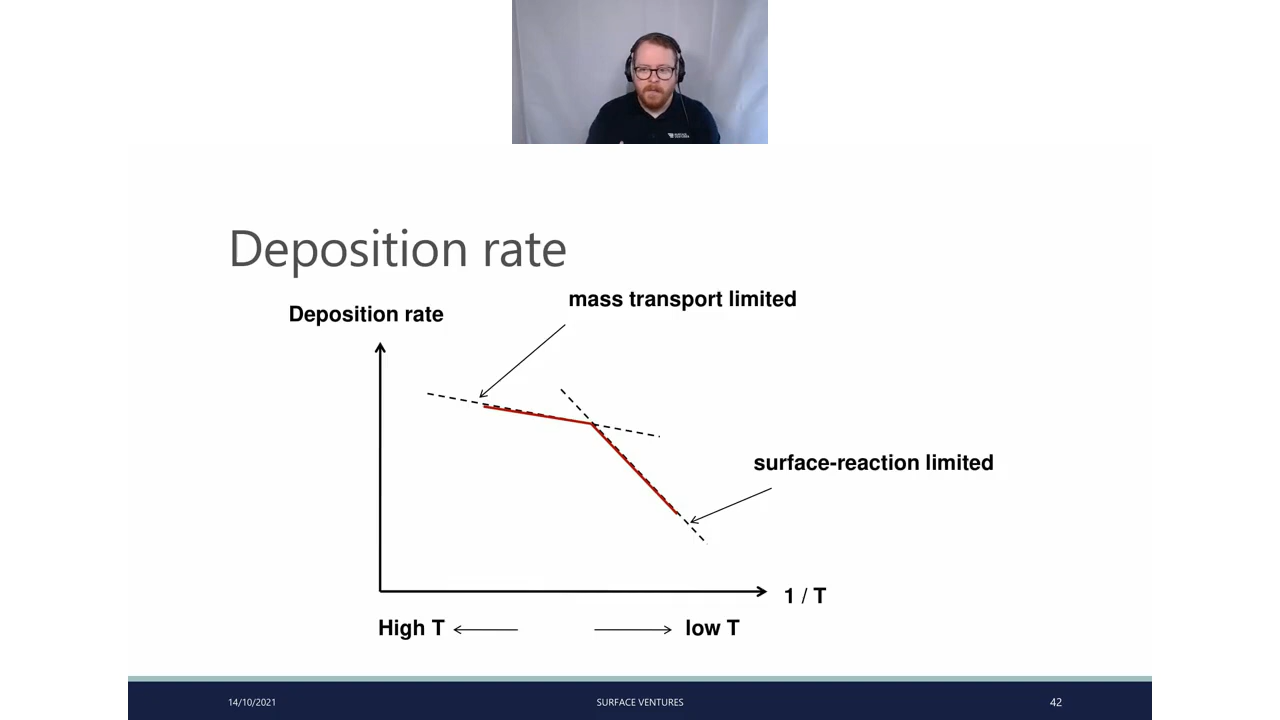 Deposition rate
mass transport limited
Deposition rate
surface-reaction limited
1 / T
High T
low T
14/10/2021
SURFACE VENTURES
42